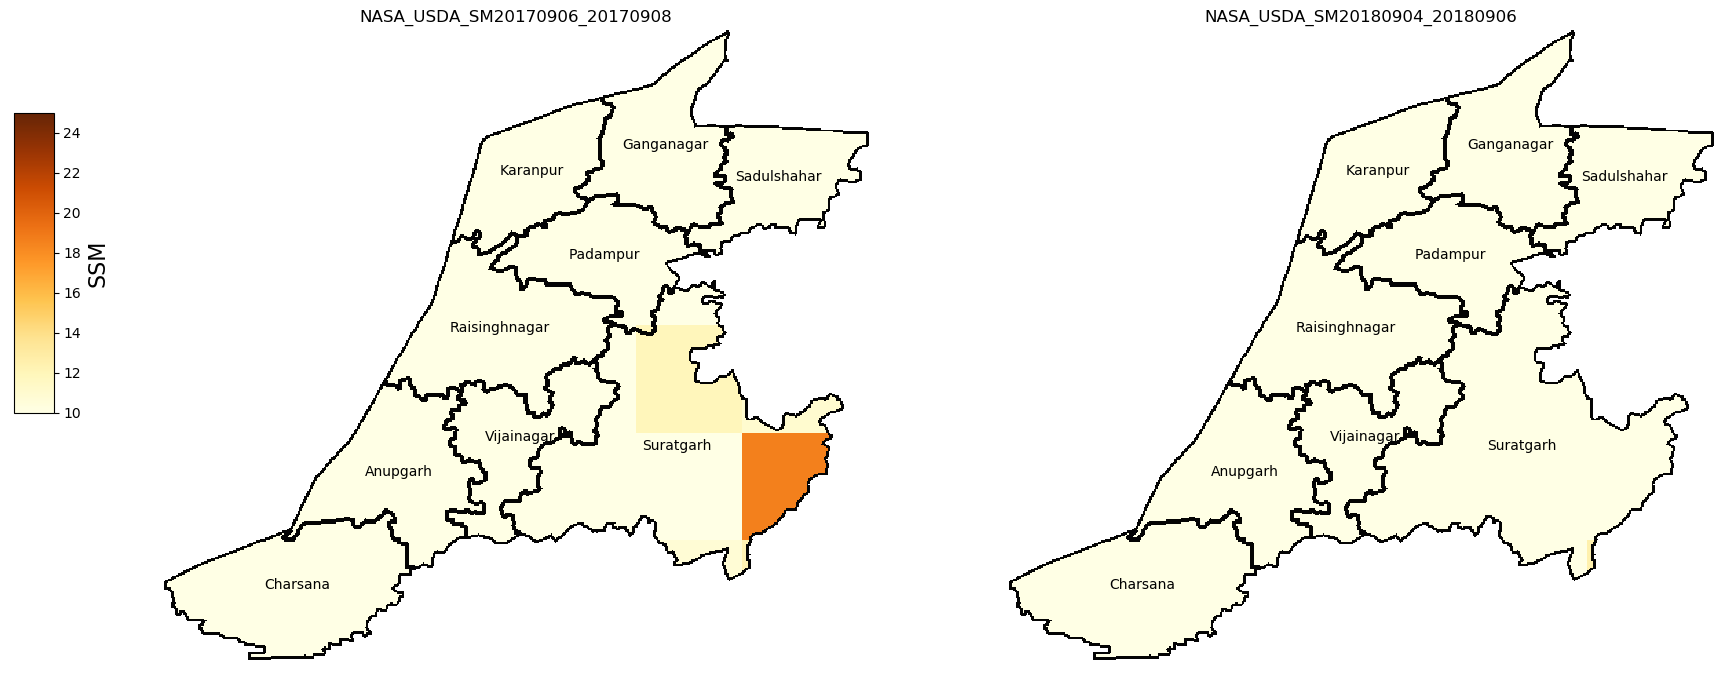 NASA_USDA_SM20170906_20170908
NASA_USDA_SM20180904_20180906
24
22
20
18
16
14
12
10
SSM
Ganganagar
Karanpur
Sadulshahar
Padampur
Raisinghnagar
Vijainagar
Suratgarh
Anupgarh
Charsana
Ganganagar
Karanpur
Sadulshahar
Padampur
Raisinghnagar
Vijainagar
Suratgarh
Anupgarh
Charsana